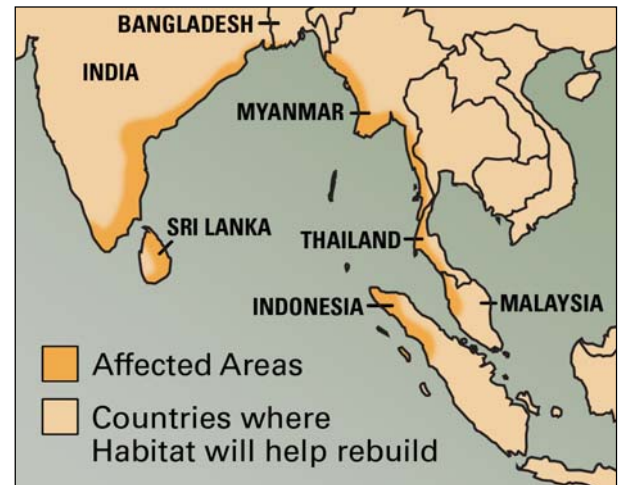 BANGLADESH
INDIA
MYANMAR
SRI LANKA
THAILAND
INDONESIA
MALAYSIA
Affected Areas
Countries where
Habitat will help rebuild